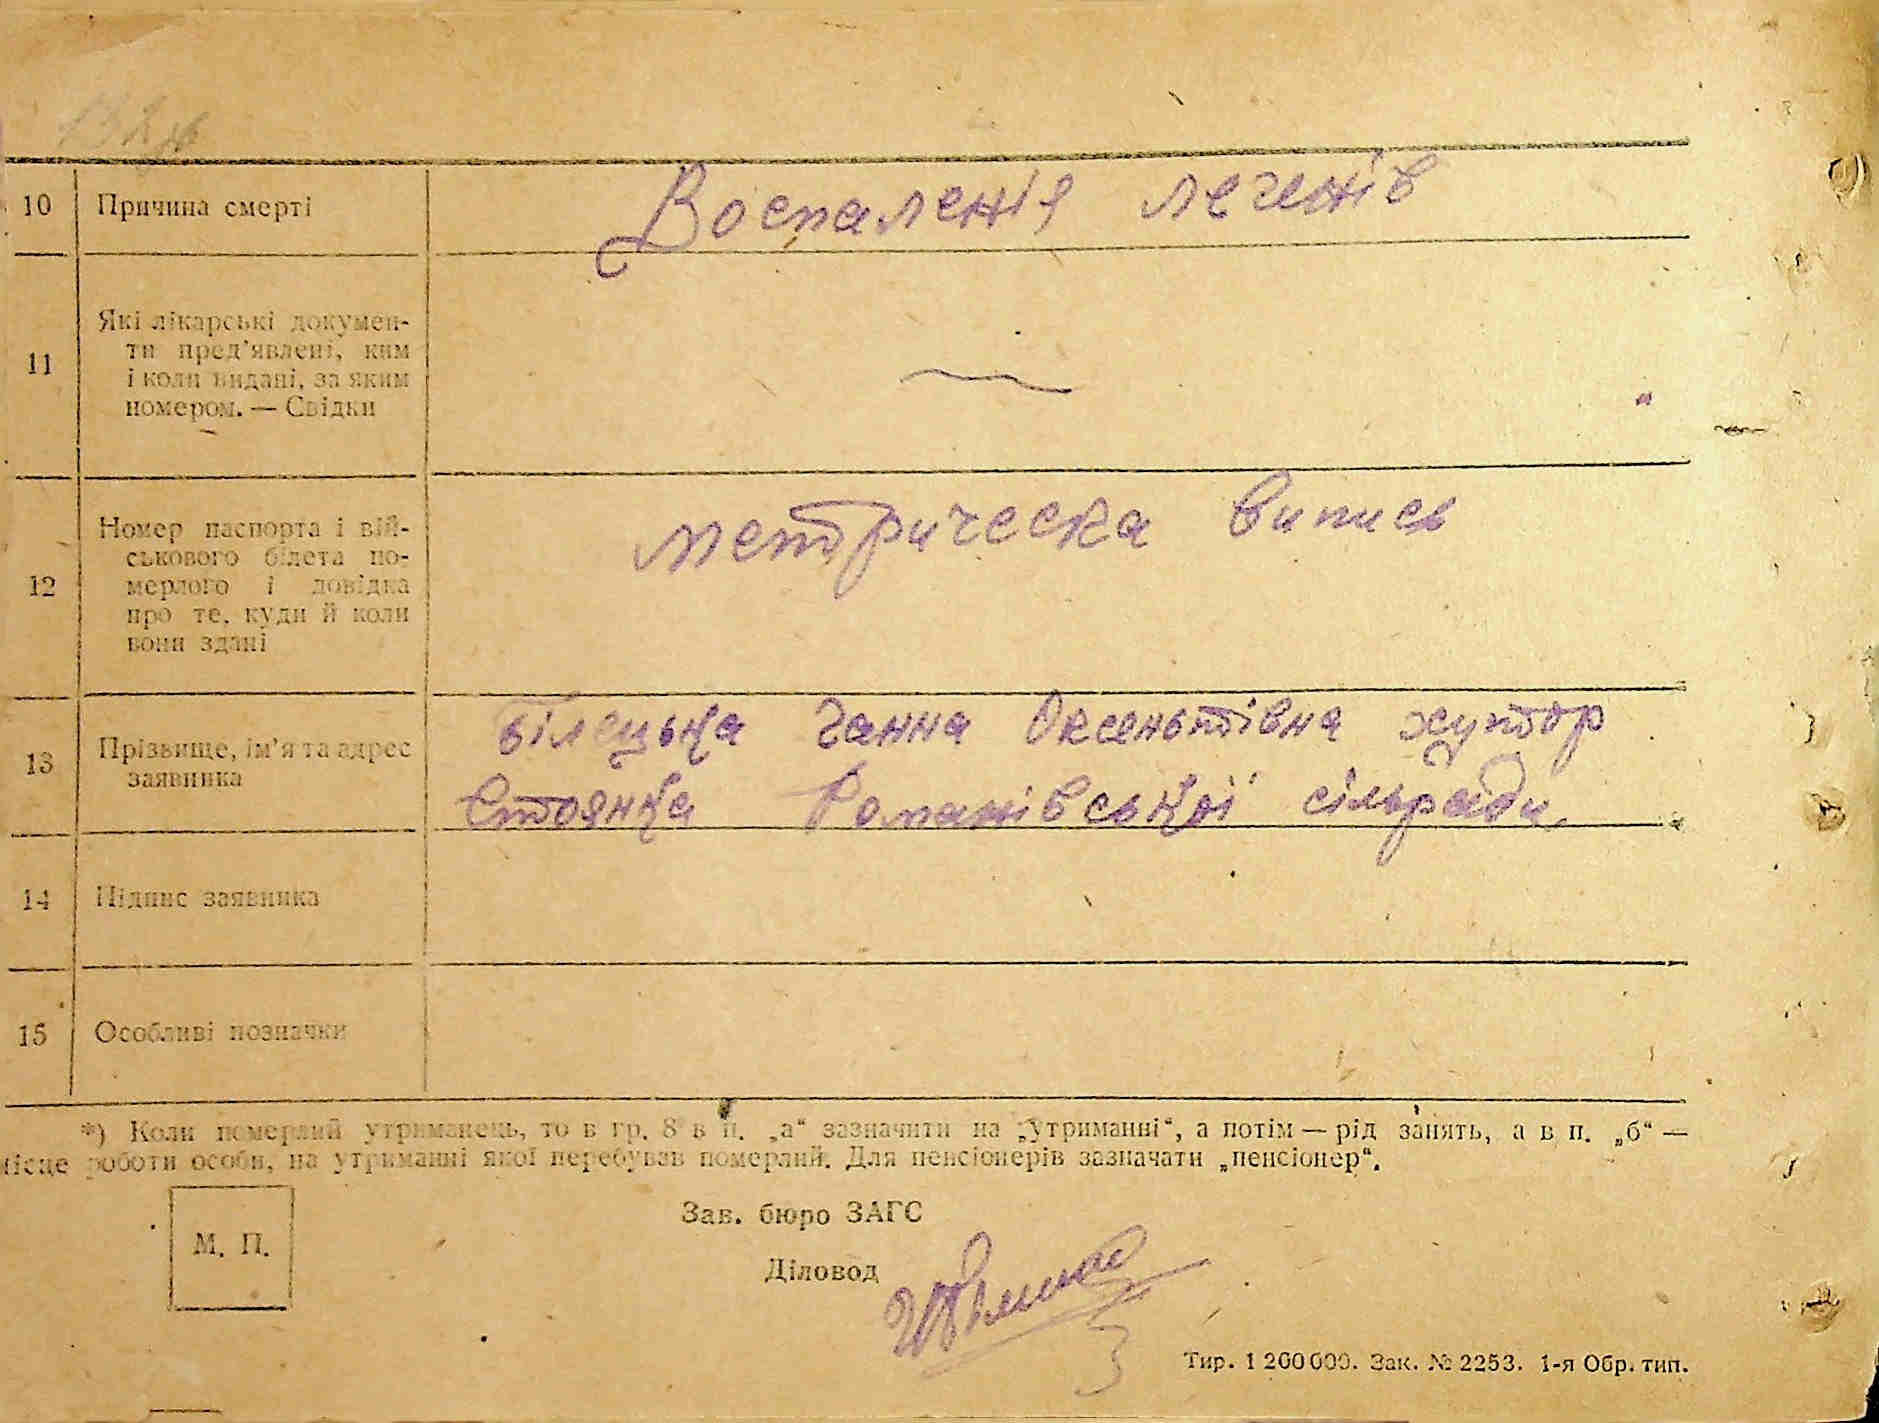 10 Причина смерті Воспаленія легенів
11 Які лікарські докумен-
ти пред’явлені, ким
і коли видані, за яким
номером. — Свідки
12 Номер паспорта і вій-
ськового білета по-
мерлого і довідка
про те, куди й коли
вони здані
метрическа випись
13 Прізвище, ім’я та адрес
заявника
Білецька Ганна Оксеньтівна хутор
Стоянка Романівської сільради
14 Підпис заявника
15 Особливі позначки
*) Коли померлий утриманець, то в гр. 8 в п. „а“ зазначити на „утриманні“, а потім — рід занять, а в п. „б“ —
місце роботи особи, на утриманні якої перебував померлий. Для пенсіонерів зазначати „пенсіонер“.
М. П.
Зав. бюро ЗАГС
Діловод
Тир. 1 200 000. Зак. № 2253. 1-я Обр. тип.